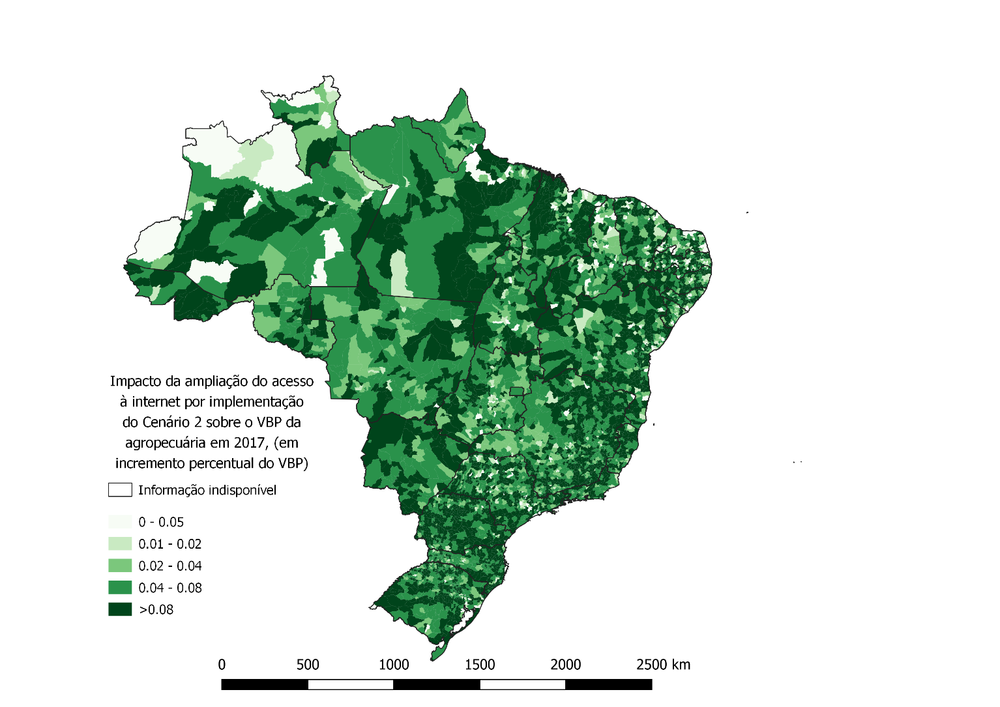 Impacto da ampliação do acesso
à internet por implementação
do Cenário 2 sobre o VBP da
agropecuária em 2017, (em
incremento percentual do VBP)
Informação indisponível
0 - 0.05
0.01 - 0.02
0.02 - 0.04
0.04 - 0.08
>0.08
0 500 1000 1500 2000 2500 km